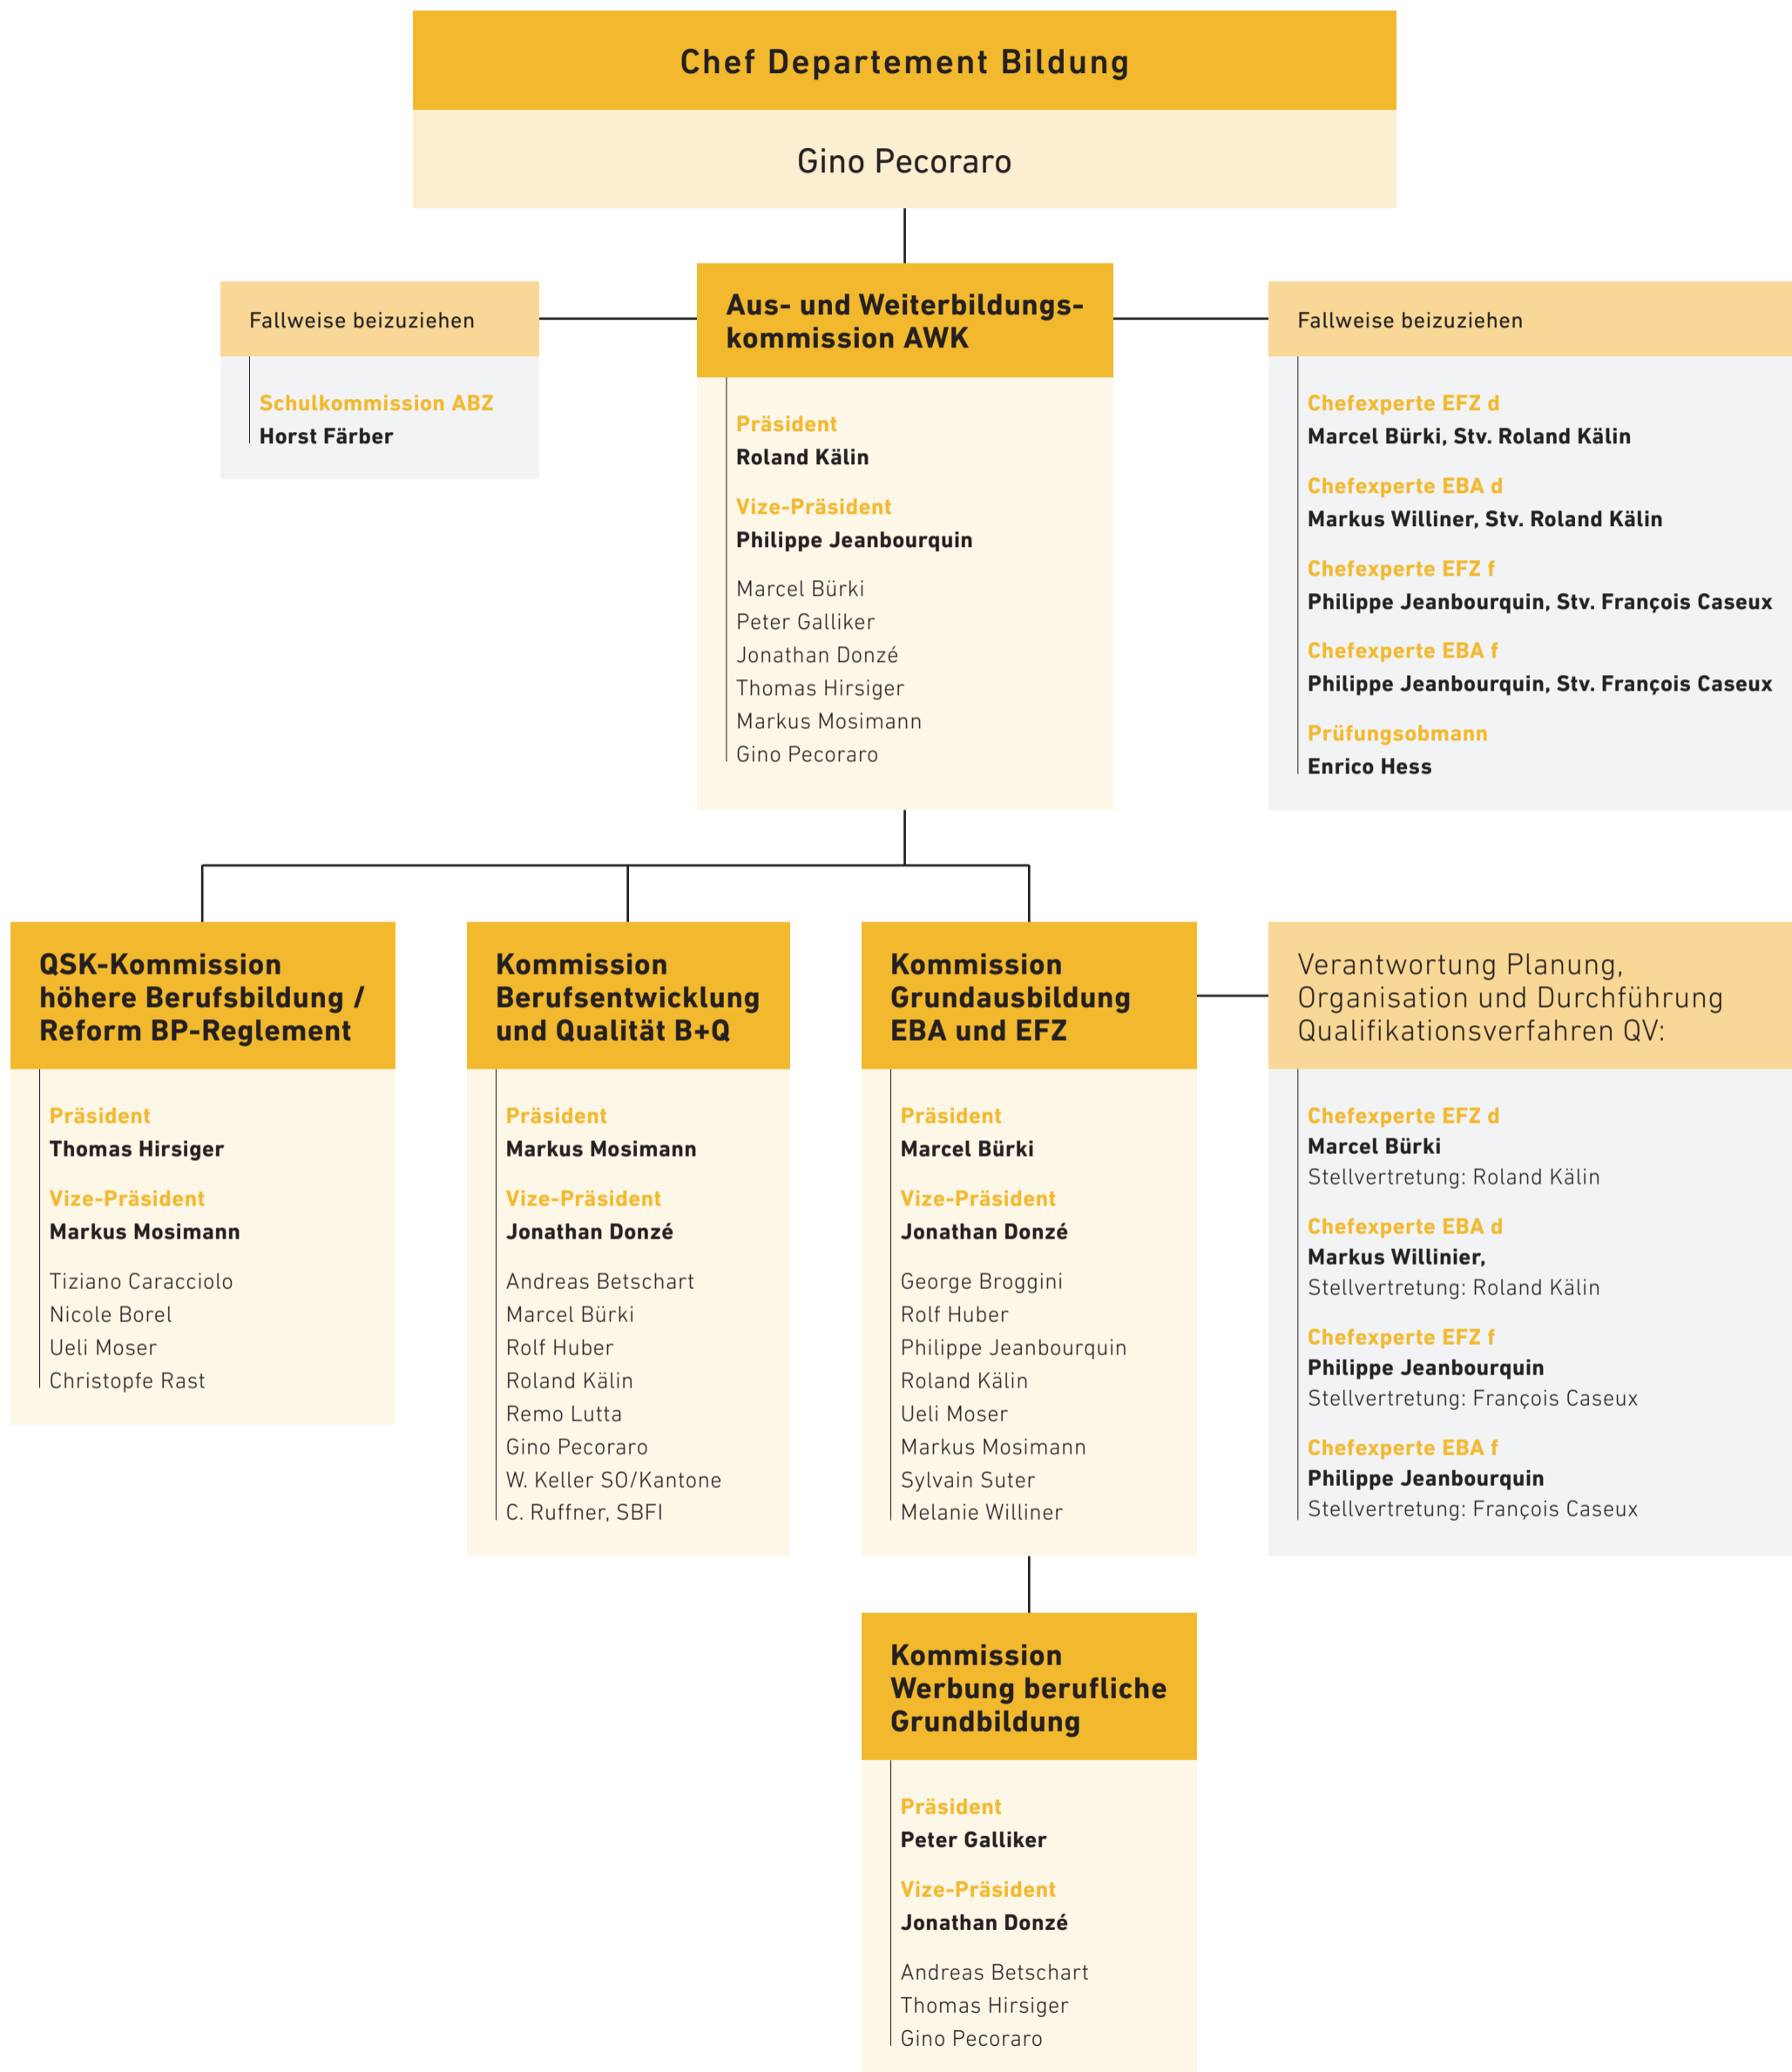 Chef Departement Bildung
Gino Pecoraro
Fallweise beizuziehen
Schulkommission ABZ
Horst Färber
Aus- und Weiterbildungs-
kommission AWK
Präsident
Roland Kälin
Vize-Präsident
Philippe Jeanbourquin
Marcel Bürki
Peter Galliker
Jonathan Donzé
Thomas Hirsiger
Markus Mosimann
Gino Pecoraro
Fallweise beizuziehen
Chefexperte EFZ d
Marcel Bürki, Stv. Roland Kälin
Chefexperte EBA d
Markus Williner, Stv. Roland Kälin
Chefexperte EFZ f
Philippe Jeanbourquin, Stv. François Caseux
Chefexperte EBA f
Philippe Jeanbourquin, Stv. François Caseux
Prüfungsobmann
Enrico Hess
QSK-Kommission
höhere Berufsbildung /
Reform BP-Reglement
Präsident
Thomas Hirsiger
Vize-Präsident
Markus Mosimann
Tiziano Caracciolo
Nicole Borel
Ueli Moser
Christopfe Rast
Kommission
Berufsentwicklung
und Qualität B+Q
Präsident
Markus Mosimann
Vize-Präsident
Jonathan Donzé
Andreas Betschart
Marcel Bürki
Rolf Huber
Roland Kälin
Remo Lutta
Gino Pecoraro
W. Keller SO/Kantone
C. Ruffner, SBFI
Kommission
Grundausbildung
EBA und EFZ
Präsident
Marcel Bürki
Vize-Präsident
Jonathan Donzé
George Broggini
Rolf Huber
Philippe Jeanbourquin
Roland Kälin
Ueli Moser
Markus Mosimann
Sylvain Suter
Melanie Williner
Verantwortung Planung,
Organisation und Durchführung
Qualifikationsverfahren QV:
Chefexperte EFZ d
Marcel Bürki
Stellvertretung: Roland Kälin
Chefexperte EBA d
Markus Willinier,
Stellvertretung: Roland Kälin
Chefexperte EFZ f
Philippe Jeanbourquin
Stellvertretung: François Caseux
Chefexperte EBA f
Philippe Jeanbourquin
Stellvertretung: François Caseux
Kommission
Werbung berufliche
Grundbildung
Präsident
Peter Galliker
Vize-Präsident
Jonathan Donzé
Andreas Betschart
Thomas Hirsiger
Gino Pecoraro